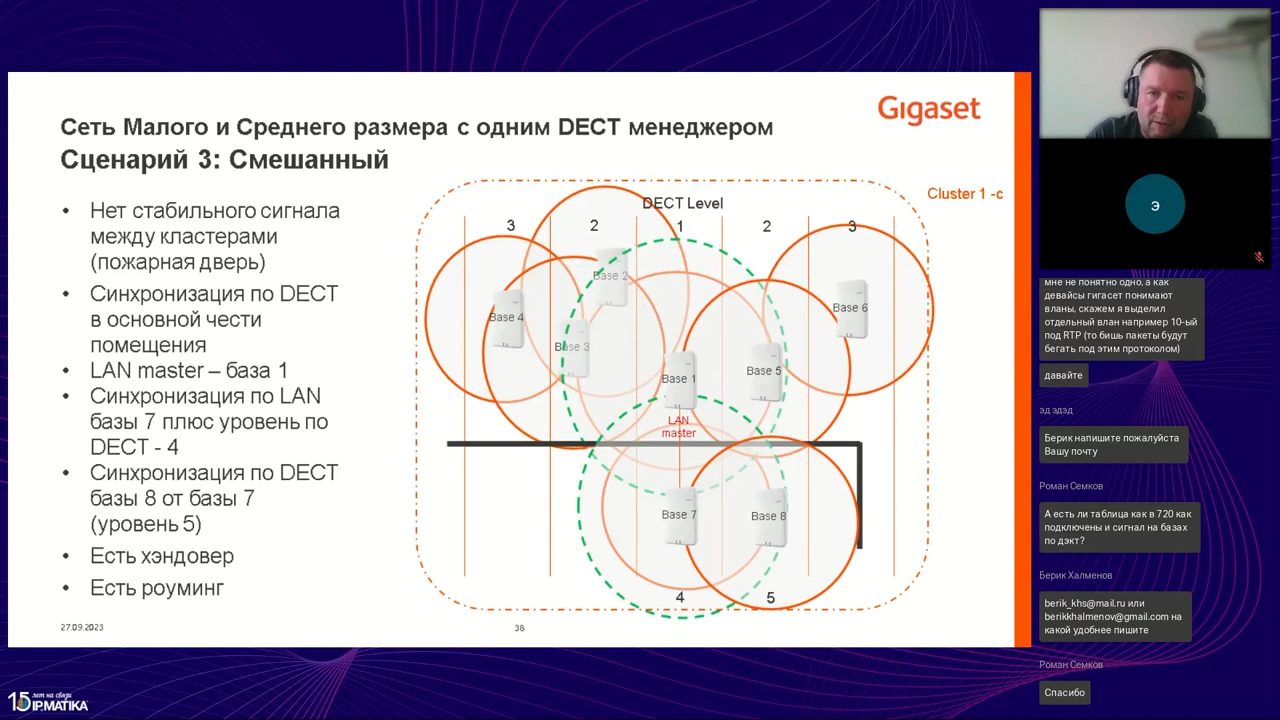 Gigaset
Сеть Малого и Среднего размера с одним DECT менеджером
Сценарий 3: Смешанный
• Нет стабильного сигнала
между кластерами
(пожарная дверь)
• Синхронизация по DECT
в основной чести
помещения
• LAN master – база 1
• Синхронизация по LAN
базы 7 плюс уровень по
DECT - 4
• Синхронизация по DECT
базы 8 от базы 7
(уровень 5)
• Есть хэндовер
• Есть роуминг
Cluster 1 -c
DECT Level
3 2 1 2 3
Base 2
Base 4
Base 3
Base 1
Base 5
Base 6
LAN
master
Base 7
Base 8
4 5
27.09.2023
38
15 лет на связи
IPMATIKA
э
мне не понятно одно, а как
девайсы гигасет понимают
вланы, скажем я выделил
отдельный влан например 10-ый
под RTP (то бишь пакеты будут
бегать под этим протоколом)
давайте
эд эдэд
Берик напишите пожалуйста
Вашу почту
Роман Семков
А есть ли таблица как в 720 как
подключены и сигнал на базах
по дэкт?
Берик Халменов
berik_khs@mail.ru или
berikkhalmenov@gmail.com на
какой удобнее пишите
Роман Семков
Спасибо